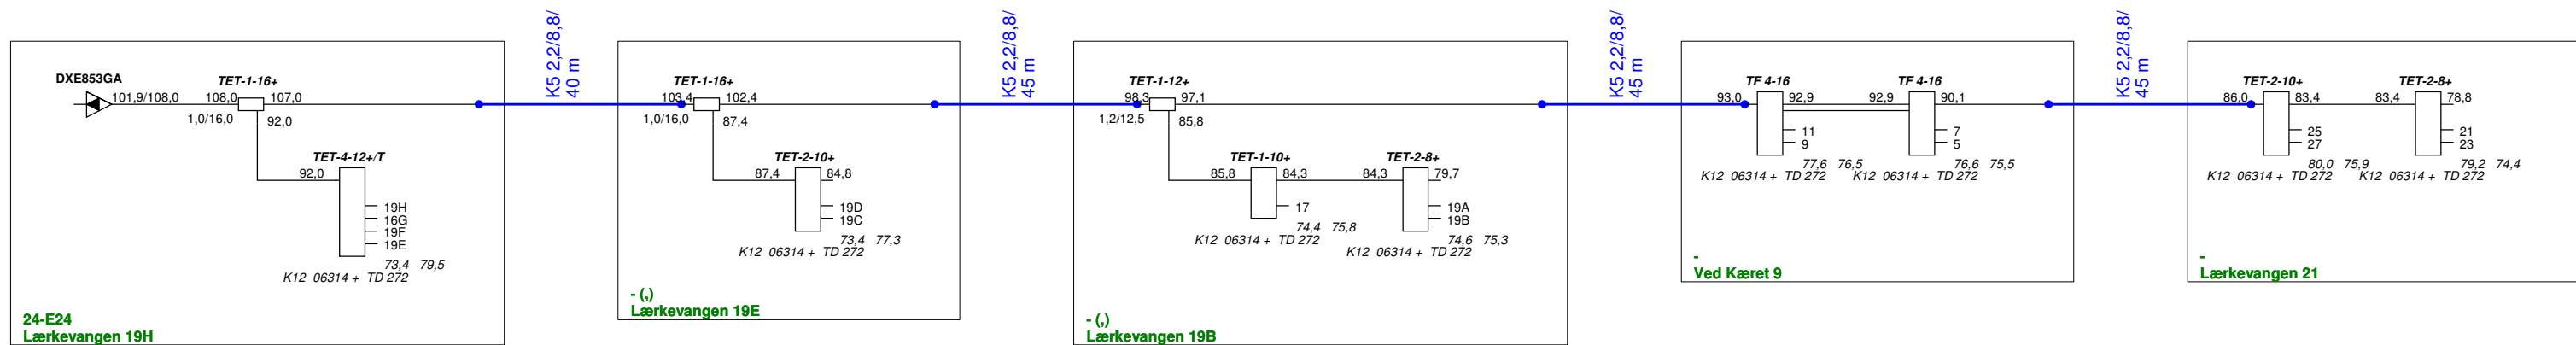 DXE853GA
101,9/108,0
TET-1-16+
108,0
107,0
1,0/16,0
92,0
TET-4-12+/T
92,0
19H
16G
19F
19E
73,4 79,5
K12 06314 + TD 272
24-E24
Lærkevangen 19H
K5 2,2/8,8/
40 m
TET-1-16+
103,4
102,4
1,0/16,0
87,4
TET-2-10+
87,4
84,8
19D
19C
73,4 77,3
K12 06314 + TD 272
- (,)
Lærkevangen 19E
K5 2,2/8,8/
45 m
TET-1-12+
98,3
97,1
1,2/12,5
85,8
TET-1-10+
85,8
84,3
17
74,4 75,8
K12 06314 + TD 272
TET-2-8+
84,3
79,7
19A
19B
74,6 75,3
K12 06314 + TD 272
- (,)
Lærkevangen 19B
K5 2,2/8,8/
45 m
TF 4-16
93,0
92,9
11
9
77,6 76,5
K12 06314 + TD 272
TF 4-16
92,9
90,1
7
5
76,6 75,5
K12 06314 + TD 272
-
Ved Kæret 9
K5 2,2/8,8/
45 m
TET-2-10+
86,0
83,4
25
27
80,0 75,9
K12 06314 + TD 272
TET-2-8+
83,4
78,8
21
23
79,2 74,4
K12 06314 + TD 272
-
Lærkevangen 21